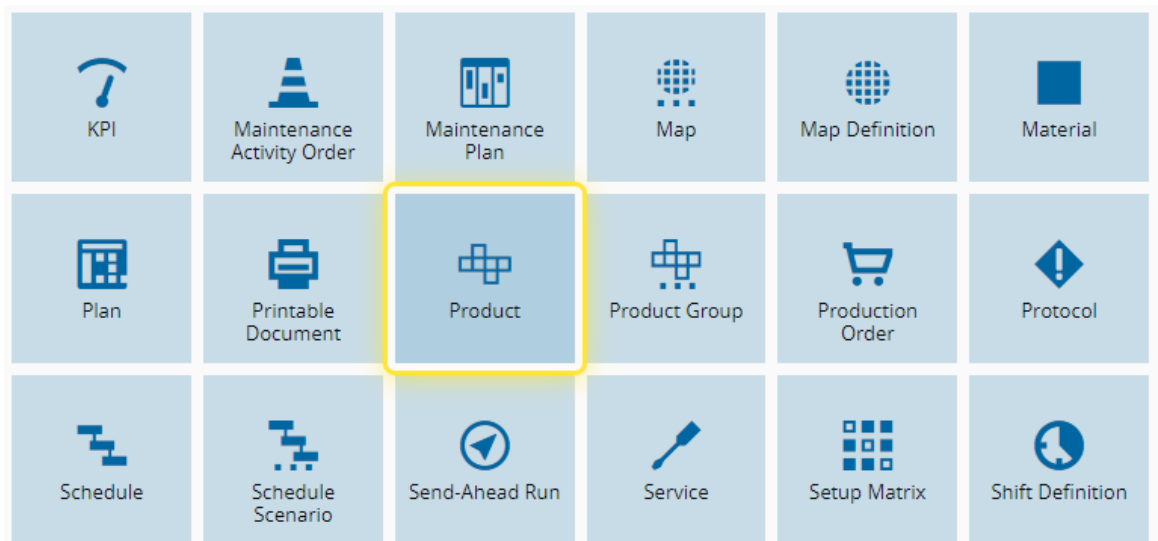 KPI
Maintenance
Activity Order
Maintenance
Plan
Map
Map Definition
Material
Plan
Printable
Document
Product
Product Group
Production
Order
Protocol
Schedule
Schedule
Scenario
Send-Ahead Run
Service
Setup Matrix
Shift Definition